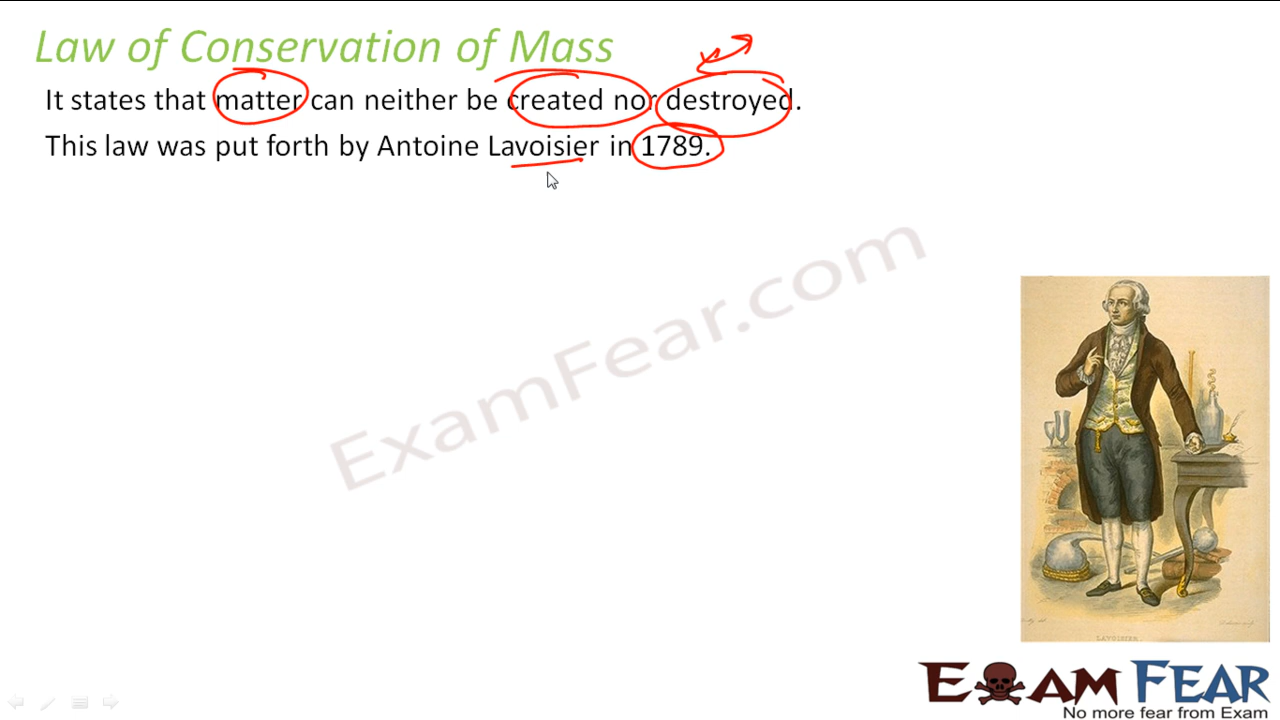 Law of Conservation of Mass
It states that matter can neither be created nor destroyed.
This law was put forth by Antoine Lavoisier in 1789.
ExamFear.com
LAVOISIER
EXAM FEAR
No more fear from Exam